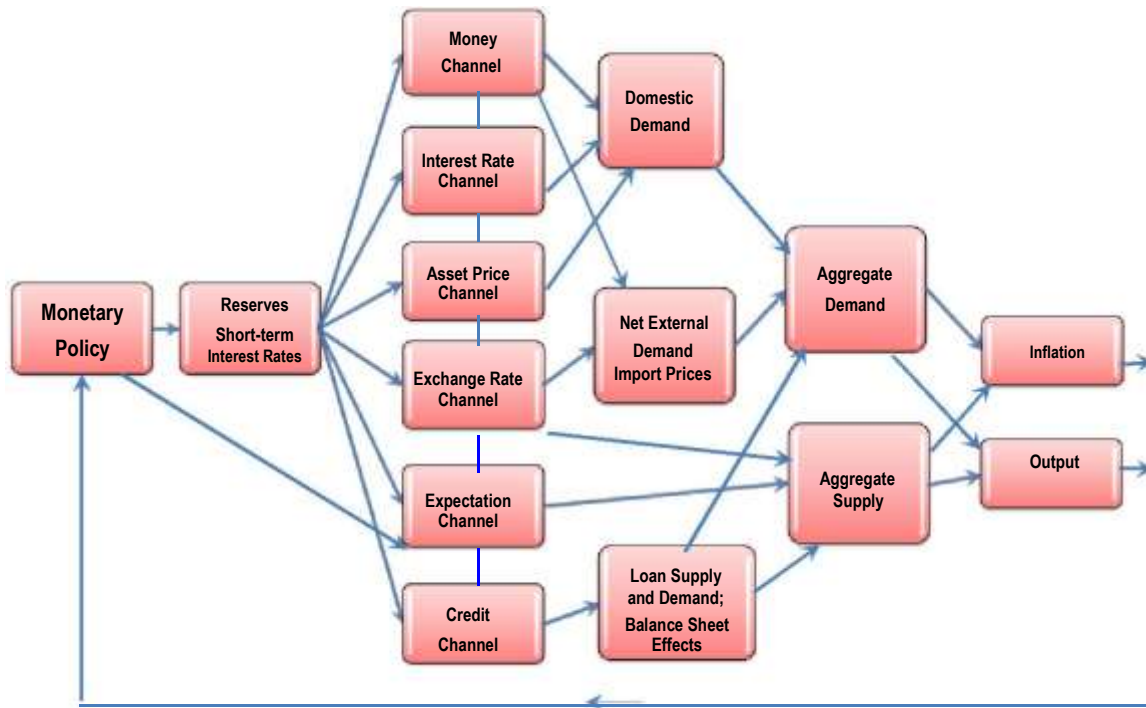 Monetary
Policy
Reserves
Short-term
Interest Rates
Money
Channel
Interest Rate
Channel
Asset Price
Channel
Exchange Rate
Channel
Expectation
Channel
Credit
Channel
Domestic
Demand
Net External
Demand
Import Prices
Loan Supply
and Demand;
Balance Sheet
Effects
Aggregate
Demand
Aggregate
Supply
Inflation
Output